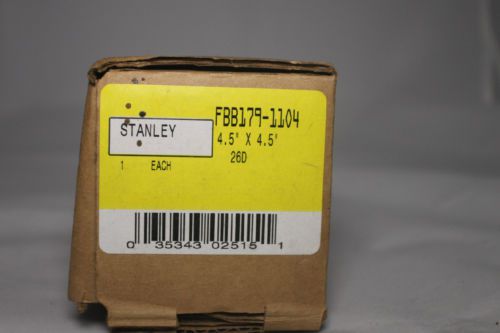 FBB179-1104
STANLEY
4.5" X 4.5"
26D
1 EACH
0 35343 02515 1